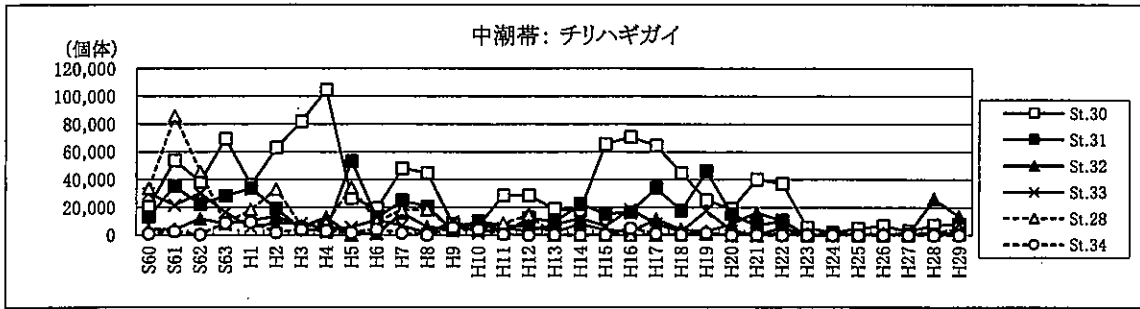 中潮帯: チリハギガイ
(個体)
120,000
100,000
80,000
60,000
40,000
20,000
0
S60 S61 S62 S63 H1 H2 H3 H4 H5 H6 H7 H8 H9 H10 H11 H12 H13 H14 H15 H16 H17 H18 H19 H20 H21 H22 H23 H24 H25 H26 H27 H28 H29
St.30
St.31
St.32
St.33
St.28
St.34